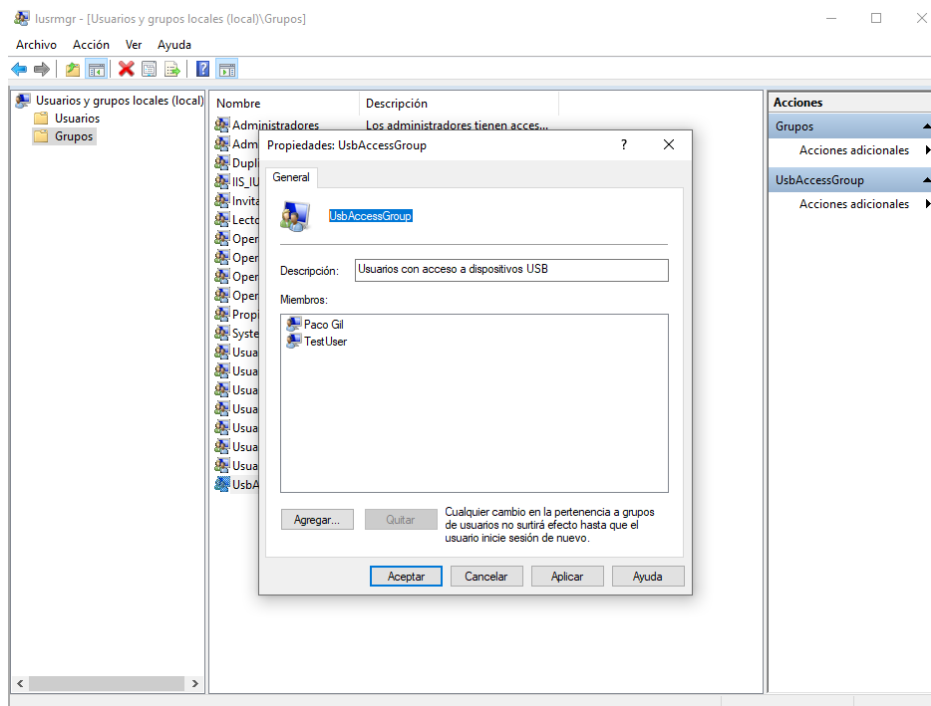 lusrmgr - [Usuarios y grupos locales (local)\Grupos]
Archivo Acción Ver Ayuda
Usuarios y grupos locales (local)
Usuarios
Grupos
Nombre Descripción
Administradores Los administradores tienen acces...
Adm
Dupli
IIS_IU
Invita
Lecto
Oper
Oper
Oper
Oper
Propi
Syste
Usua
Usua
Usua
Usua
Usua
Usua
Usua
UsbA
Propiedades: UsbAccessGroup
General
UsbAccessGroup
Descripción: Usuarios con acceso a dispositivos USB
Miembros:
Paco Gil
TestUser
Agregar... Quitar
Cualquier cambio en la pertenencia a grupos
de usuarios no surtirá efecto hasta que el
usuario inicie sesión de nuevo.
Aceptar Cancelar Aplicar Ayuda
Acciones
Grupos
Acciones adicionales
UsbAccessGroup
Acciones adicionales